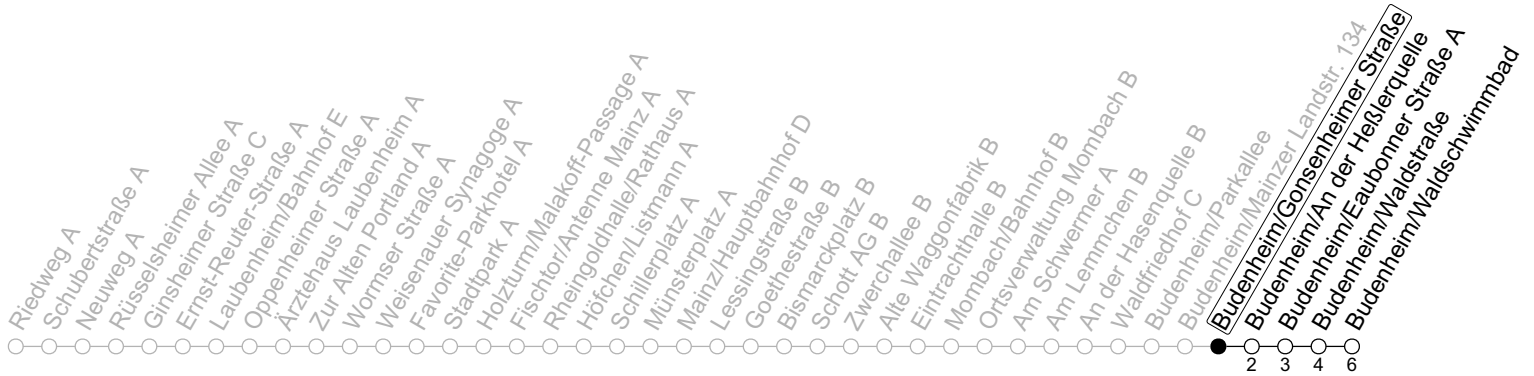 Riedweg A
Schubertstraße A
Neuweg A
Rüsselsheimer Allee A
Ginsheimer Straße C
Ernst-Reuter-Straße A
Laubenheim/Bahnhof E
Oppenheimer Straße A
Ärztehaus Laubenheim A
Zur Alten Portland A
Wormser Straße A
Weisenauer Synagoge A
Favorite-Parkhotel A
Stadtpark A
Holzturm/Malakoff-Passage A
Fischtor/Antenne Mainz A
Rheingoldhalle/Rathaus A
Höfchen/Listmann A
Schillerplatz A
Münsterplatz A
Mainz/Hauptbahnhof D
Lessingstraße B
Goethestraße B
Bismarckplatz B
Schott AG B
Zwerchallee B
Alte Waggonfabrik B
Eintrachthalle B
Mombach/Bahnhof B
Ortsverwaltung Mombach B
Am Schwermer A
Am Lemmchen B
An der Hasenquelle B
Waldfriedhof C
Budenheim/Parkallee
Budenheim/Mainzer Landstr. 134
Budenheim/Gonsenheimer Straße
Budenheim/An der Heßlerquelle
Budenheim/Eaubonner Straße A
Budenheim/Waldstraße
Budenheim/Waldschwimmbad
2 3 4 6